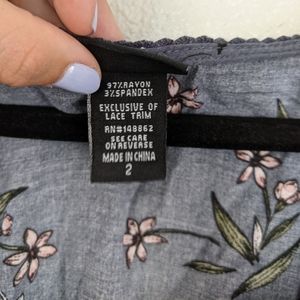 97%RAYON
3%SPANDEX
EXCLUSIVE OF
LACE TRIM
RN#148862
SEE CARE
ON REVERSE
MADE IN CHINA
2